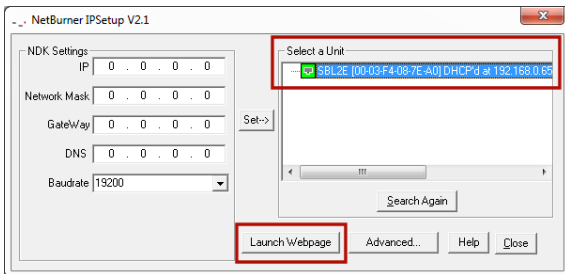 NetBurner IPSetup V2.1
NDK Settings
IP 0 . 0 . 0 . 0
Network Mask 0 . 0 . 0 . 0
GateWay 0 . 0 . 0 . 0
DNS 0 . 0 . 0 . 0
Baudrate 19200
Set-->
Select a Unit
SBL2E [00-03-F4-08-7E-A0] DHCP'd at 192.168.0.65
Search Again
Launch Webpage
Advanced...
Help
Close